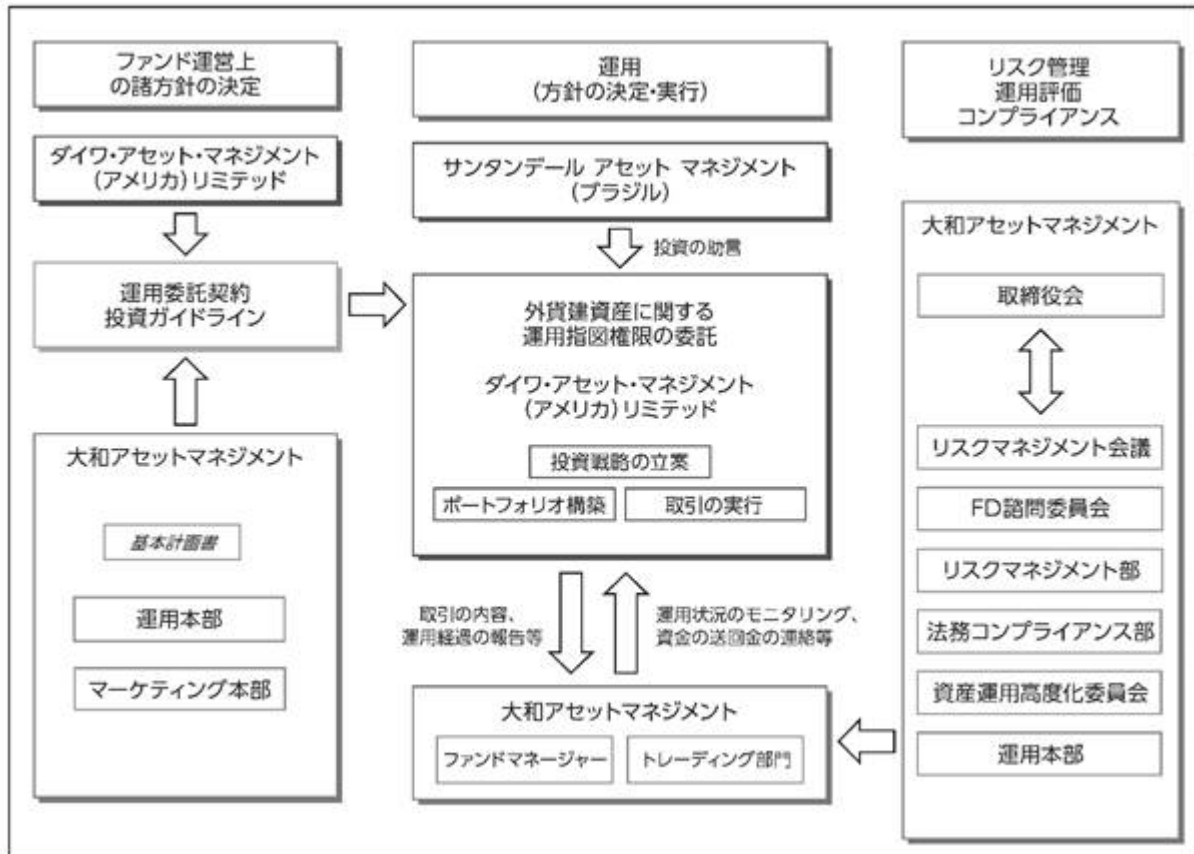 ファンド運営上
の諸方針の決定
ダイワ・アセット・マネジメント
(アメリカ)リミテッド
運用委託契約
投資ガイドライン
大和アセットマネジメント
基本計画書
運用本部
マーケティング本部
運用
(方針の決定・実行)
サンタンデール アセット マネジメント
(ブラジル)
投資の助言
外貨建資産に関する
運用指図権限の委託
ダイワ・アセット・マネジメント
(アメリカ)リミテッド
投資戦略の立案
ポートフォリオ構築
取引の実行
取引の内容、
運用経過の報告等
運用状況のモニタリング、
資金の送回金の連絡等
大和アセットマネジメント
ファンドマネージャー
トレーディング部門
リスク管理
運用評価
コンプライアンス
大和アセットマネジメント
取締役会
リスクマネジメント会議
FD諮問委員会
リスクマネジメント部
法務コンプライアンス部
資産運用高度化委員会
運用本部